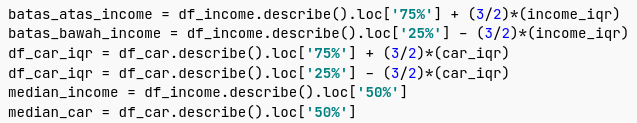 batas_atas_income = df_income.describe().loc['75%'] + (3/2)*(income_iqr)
batas_bawah_income = df_income.describe().loc['25%'] - (3/2)*(income_iqr)
df_car_iqr = df_car.describe().loc['75%'] + (3/2)*(car_iqr)
df_car_iqr = df_car.describe().loc['25%'] - (3/2)*(car_iqr)
median_income = df_income.describe().loc['50%']
median_car = df_car.describe().loc['50%']